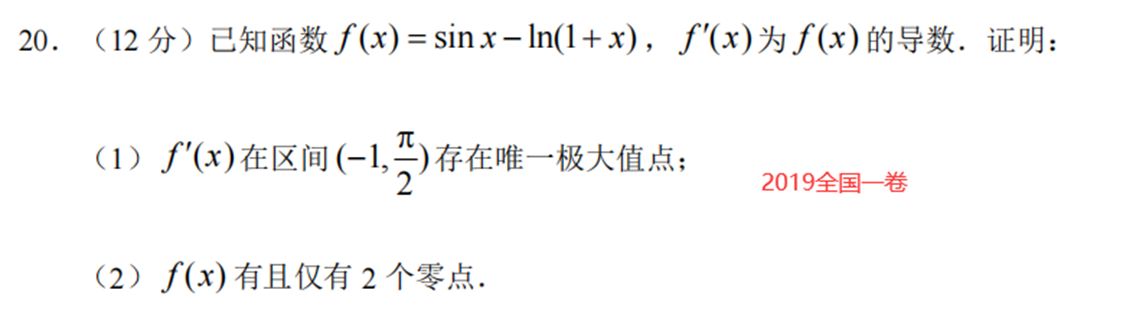 20．（12 分）已知函数 f(x) = sin x − ln(1 + x)，f′(x) 为 f(x) 的导数．证明：
（1）f′(x) 在区间 (−1, π/2) 存在唯一极大值点；
2019全国一卷
（2）f(x) 有且仅有 2 个零点．